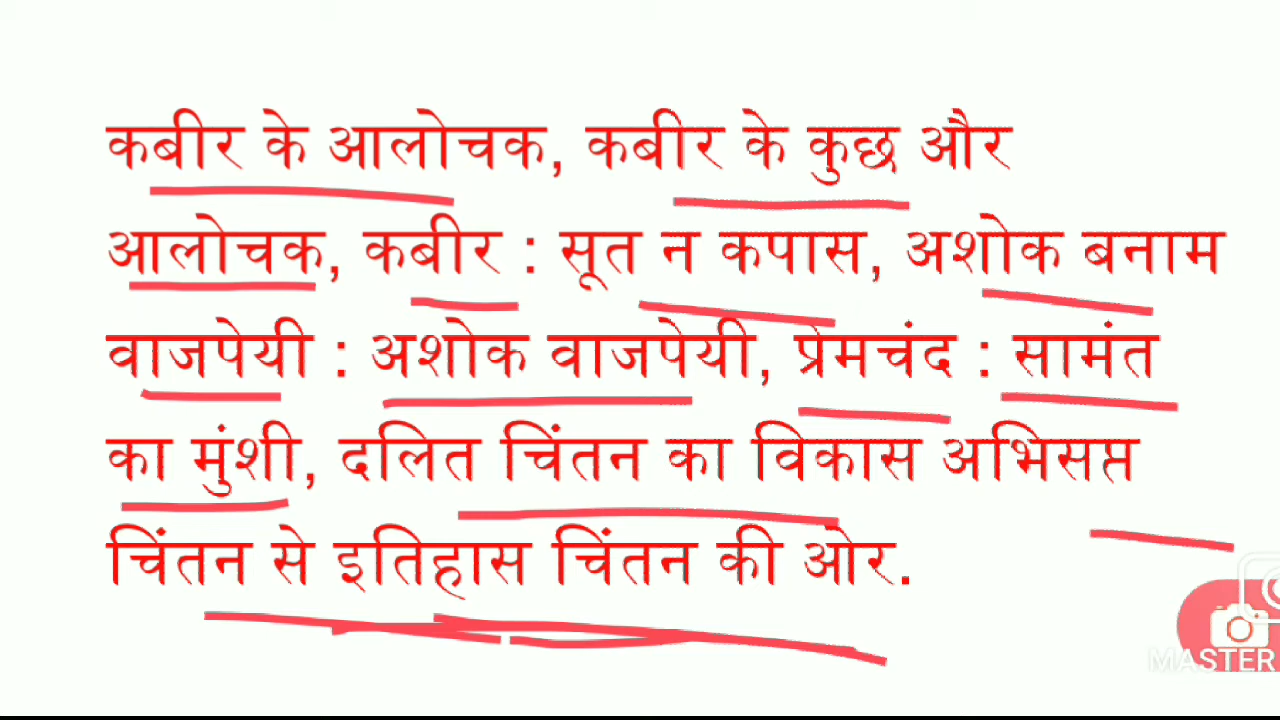 कबीर के आलोचक, कबीर के कुछ और
आलोचक, कबीर : सूत न कपास, अशोक बनाम
वाजपेयी : अशोक वाजपेयी, प्रेमचंद : सामंत
का मुंशी, दलित चिंतन का विकास अभिसप्त
चिंतन से इतिहास चिंतन की ओर.
MASTER